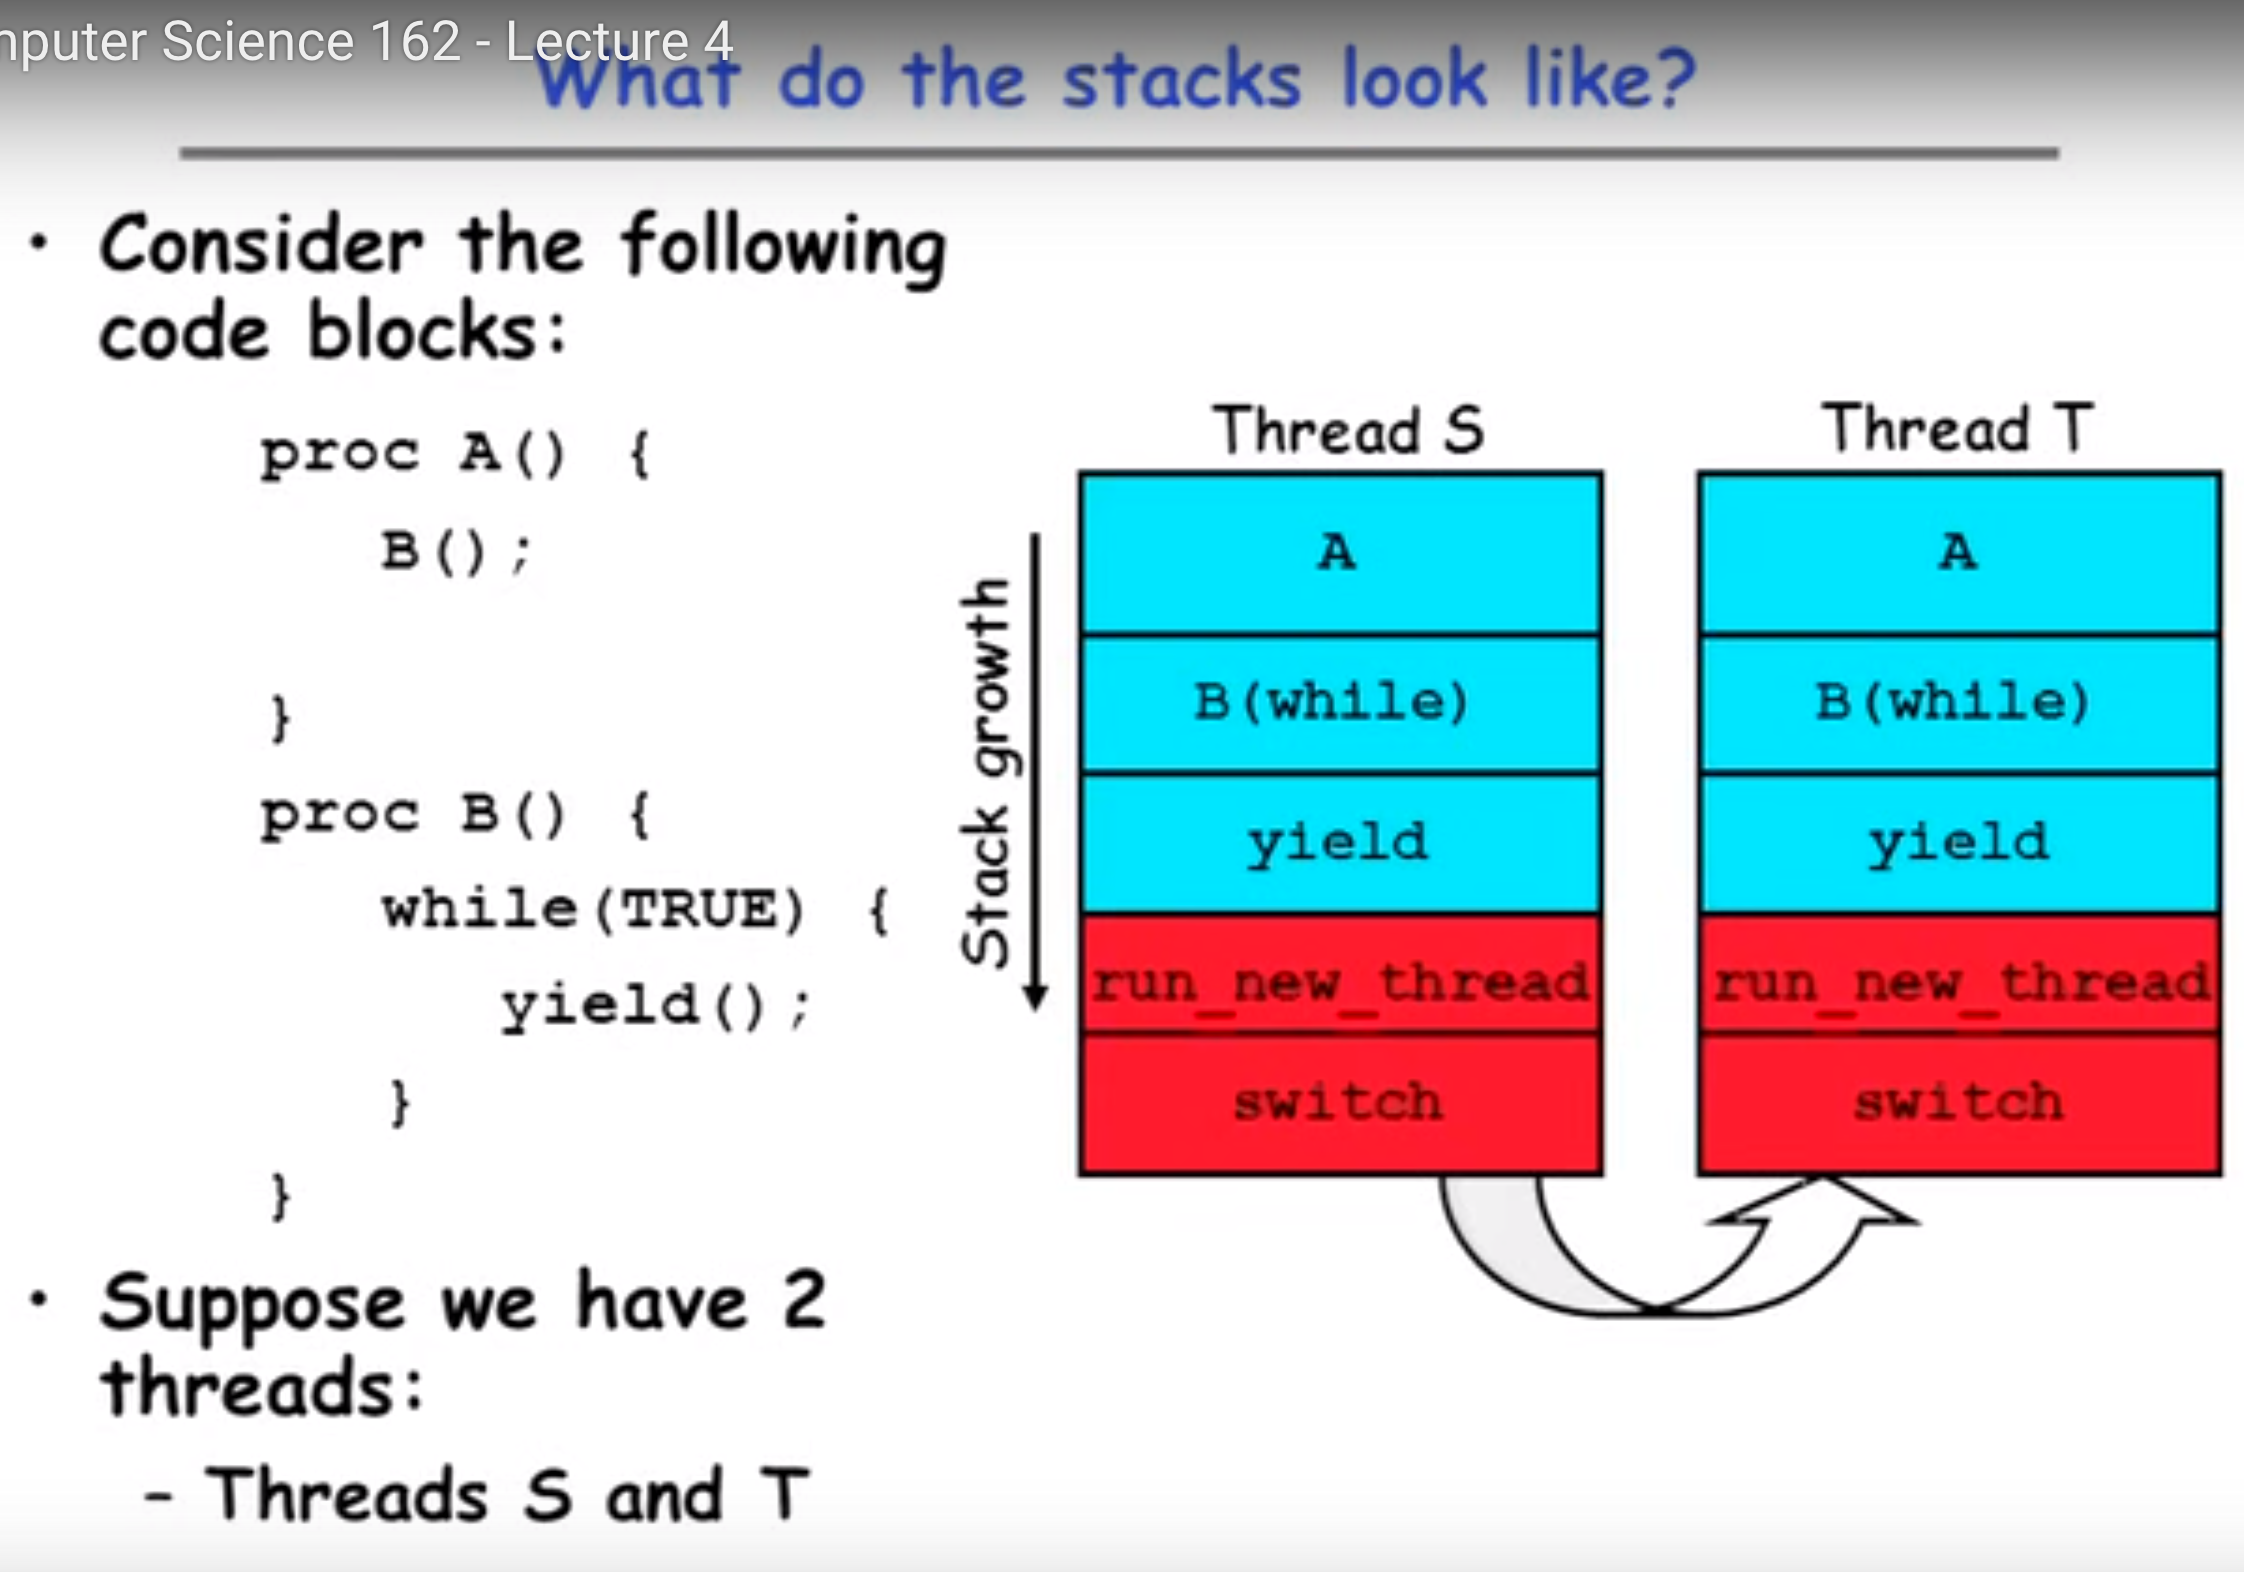 Computer Science 162 - Lecture 4
What do the stacks look like?
• Consider the following
code blocks:
proc A() {
B();
}
proc B() {
while(TRUE) {
yield();
}
}
• Suppose we have 2
threads:
- Threads S and T
Stack growth
Thread S
A
B(while)
yield
run_new_thread
switch
Thread T
A
B(while)
yield
run_new_thread
switch